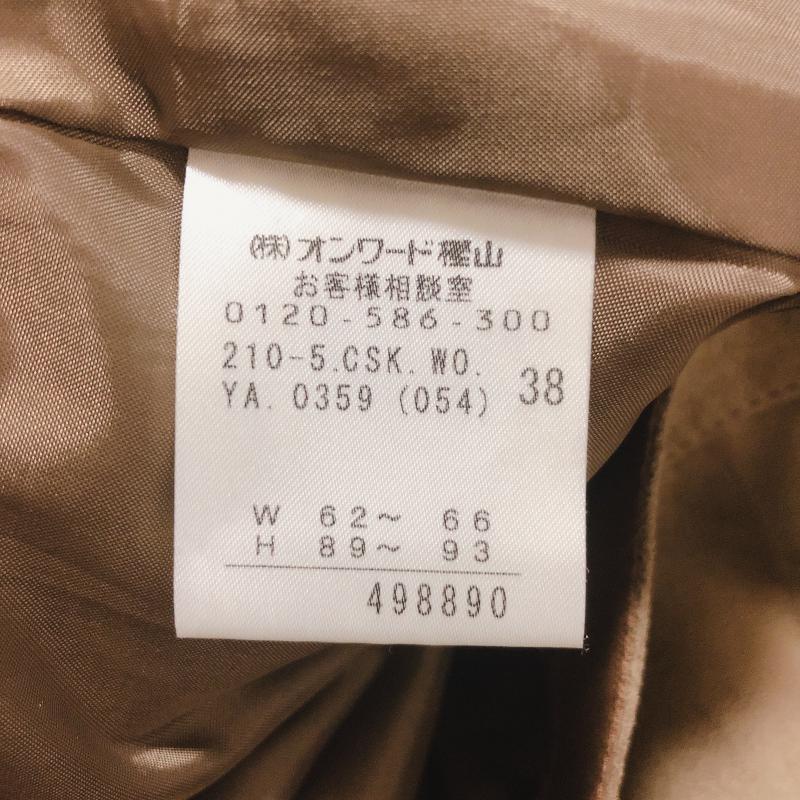 ㈱オンワード樫山
お客様相談室
0120-586-300
210-5.CSK.WO.
YA. 0359 (054) 38
W 62～ 66
H 89～ 93
498890